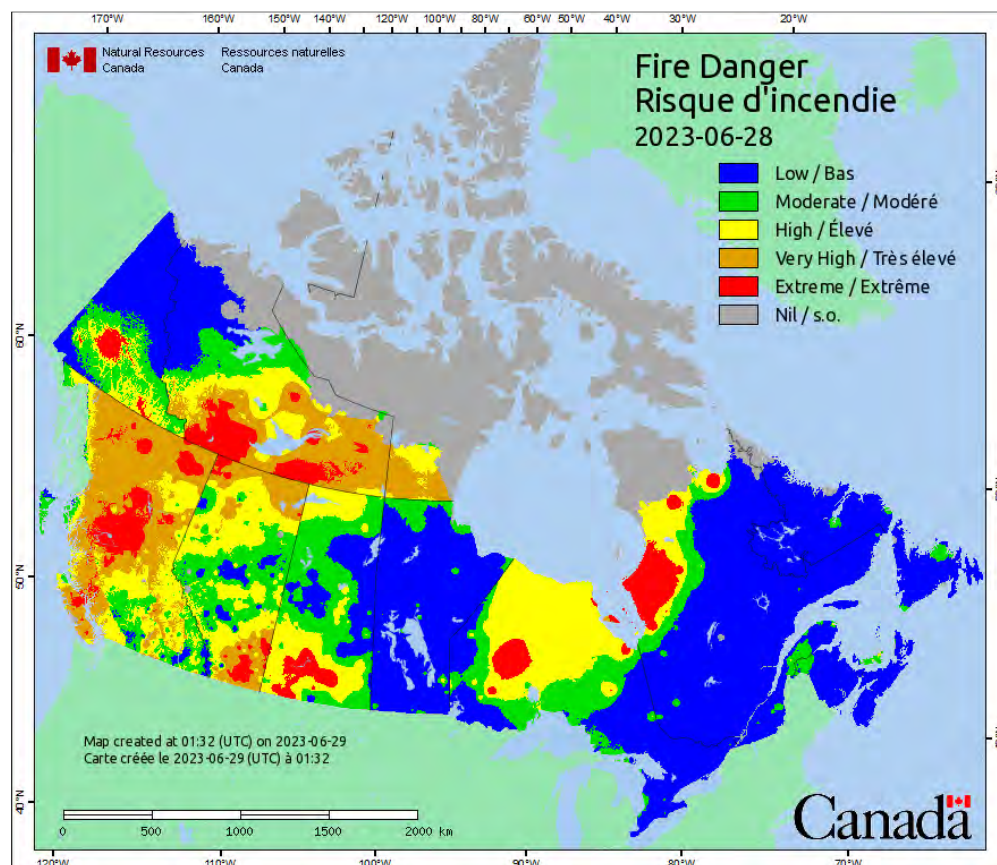 170°W 160°W 150°W 140°W 120°W 100°W 80°W 60°W 50°W 40°W 30°W 20°W
Natural Resources Ressources naturelles
Canada Canada
Fire Danger
Risque d'incendie
2023-06-28
Low / Bas
Moderate / Modéré
High / Élevé
Very High / Très élevé
Extreme / Extrême
Nil / s.o.
60°N
50°N
40°N
Map created at 01:32 (UTC) on 2023-06-29
Carte créée le 2023-06-29 (UTC) à 01:32
0 500 1000 1500 2000 km
Canada
120°W 110°W 100°W 90°W 80°W 70°W